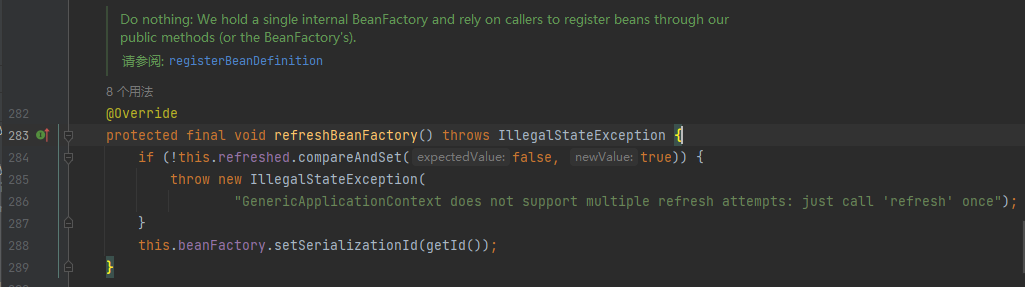 Do nothing: We hold a single internal BeanFactory and rely on callers to register beans through our
public methods (or the BeanFactory's).
请参阅: registerBeanDefinition
8 个用法
282 @Override
283 protected final void refreshBeanFactory() throws IllegalStateException {
284 if (!this.refreshed.compareAndSet( expectedValue: false, newValue: true)) {
285 throw new IllegalStateException(
286 "GenericApplicationContext does not support multiple refresh attempts: just call 'refresh' once");
287 }
288 this.beanFactory.setSerializationId(getId());
289 }